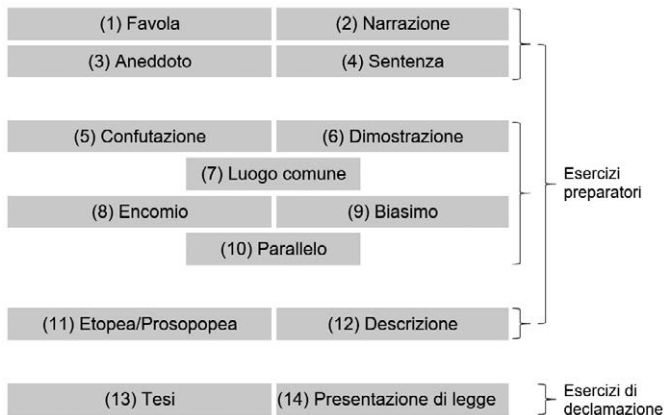 (1) Favola
(2) Narrazione
(3) Aneddoto
(4) Sentenza
(5) Confutazione
(6) Dimostrazione
(7) Luogo comune
(8) Encomio
(9) Biasimo
(10) Parallelo
Esercizi
preparatori
(11) Etopea/Prosopopea
(12) Descrizione
(13) Tesi
(14) Presentazione di legge
Esercizi di
declamazione